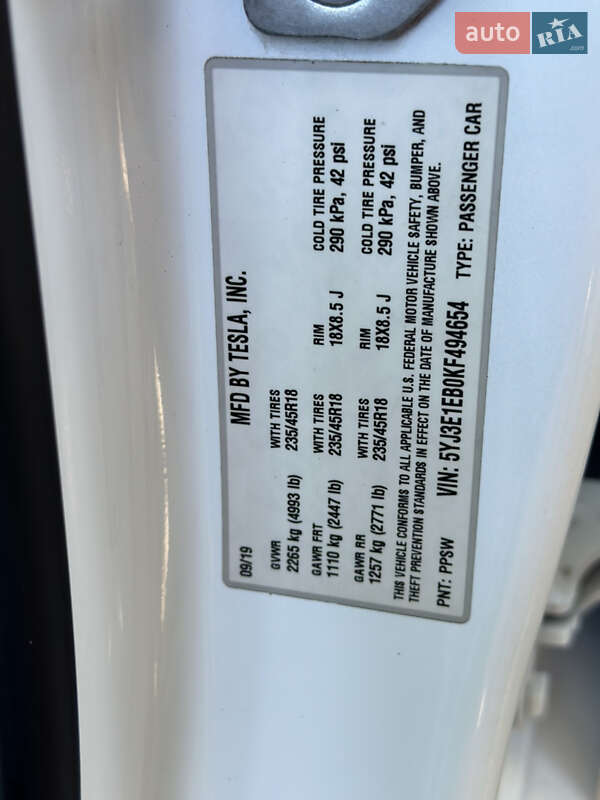 auto RIA.com
MFD BY TESLA, INC.
09/19
GVWR WITH TIRES
2265 kg (4993 lb) 235/45R18
GAWR FRT WITH TIRES RIM COLD TIRE PRESSURE
1110 kg (2447 lb) 235/45R18 18X8.5 J 290 kPa, 42 psi
GAWR RR WITH TIRES RIM COLD TIRE PRESSURE
1257 kg (2771 lb) 235/45R18 18X8.5 J 290 kPa, 42 psi
THIS VEHICLE CONFORMS TO ALL APPLICABLE U.S. FEDERAL MOTOR VEHICLE SAFETY, BUMPER, AND
THEFT PREVENTION STANDARDS IN EFFECT ON THE DATE OF MANUFACTURE SHOWN ABOVE.
PNT: PPSW VIN: 5YJ3E1EB0KF494654 TYPE: PASSENGER CAR